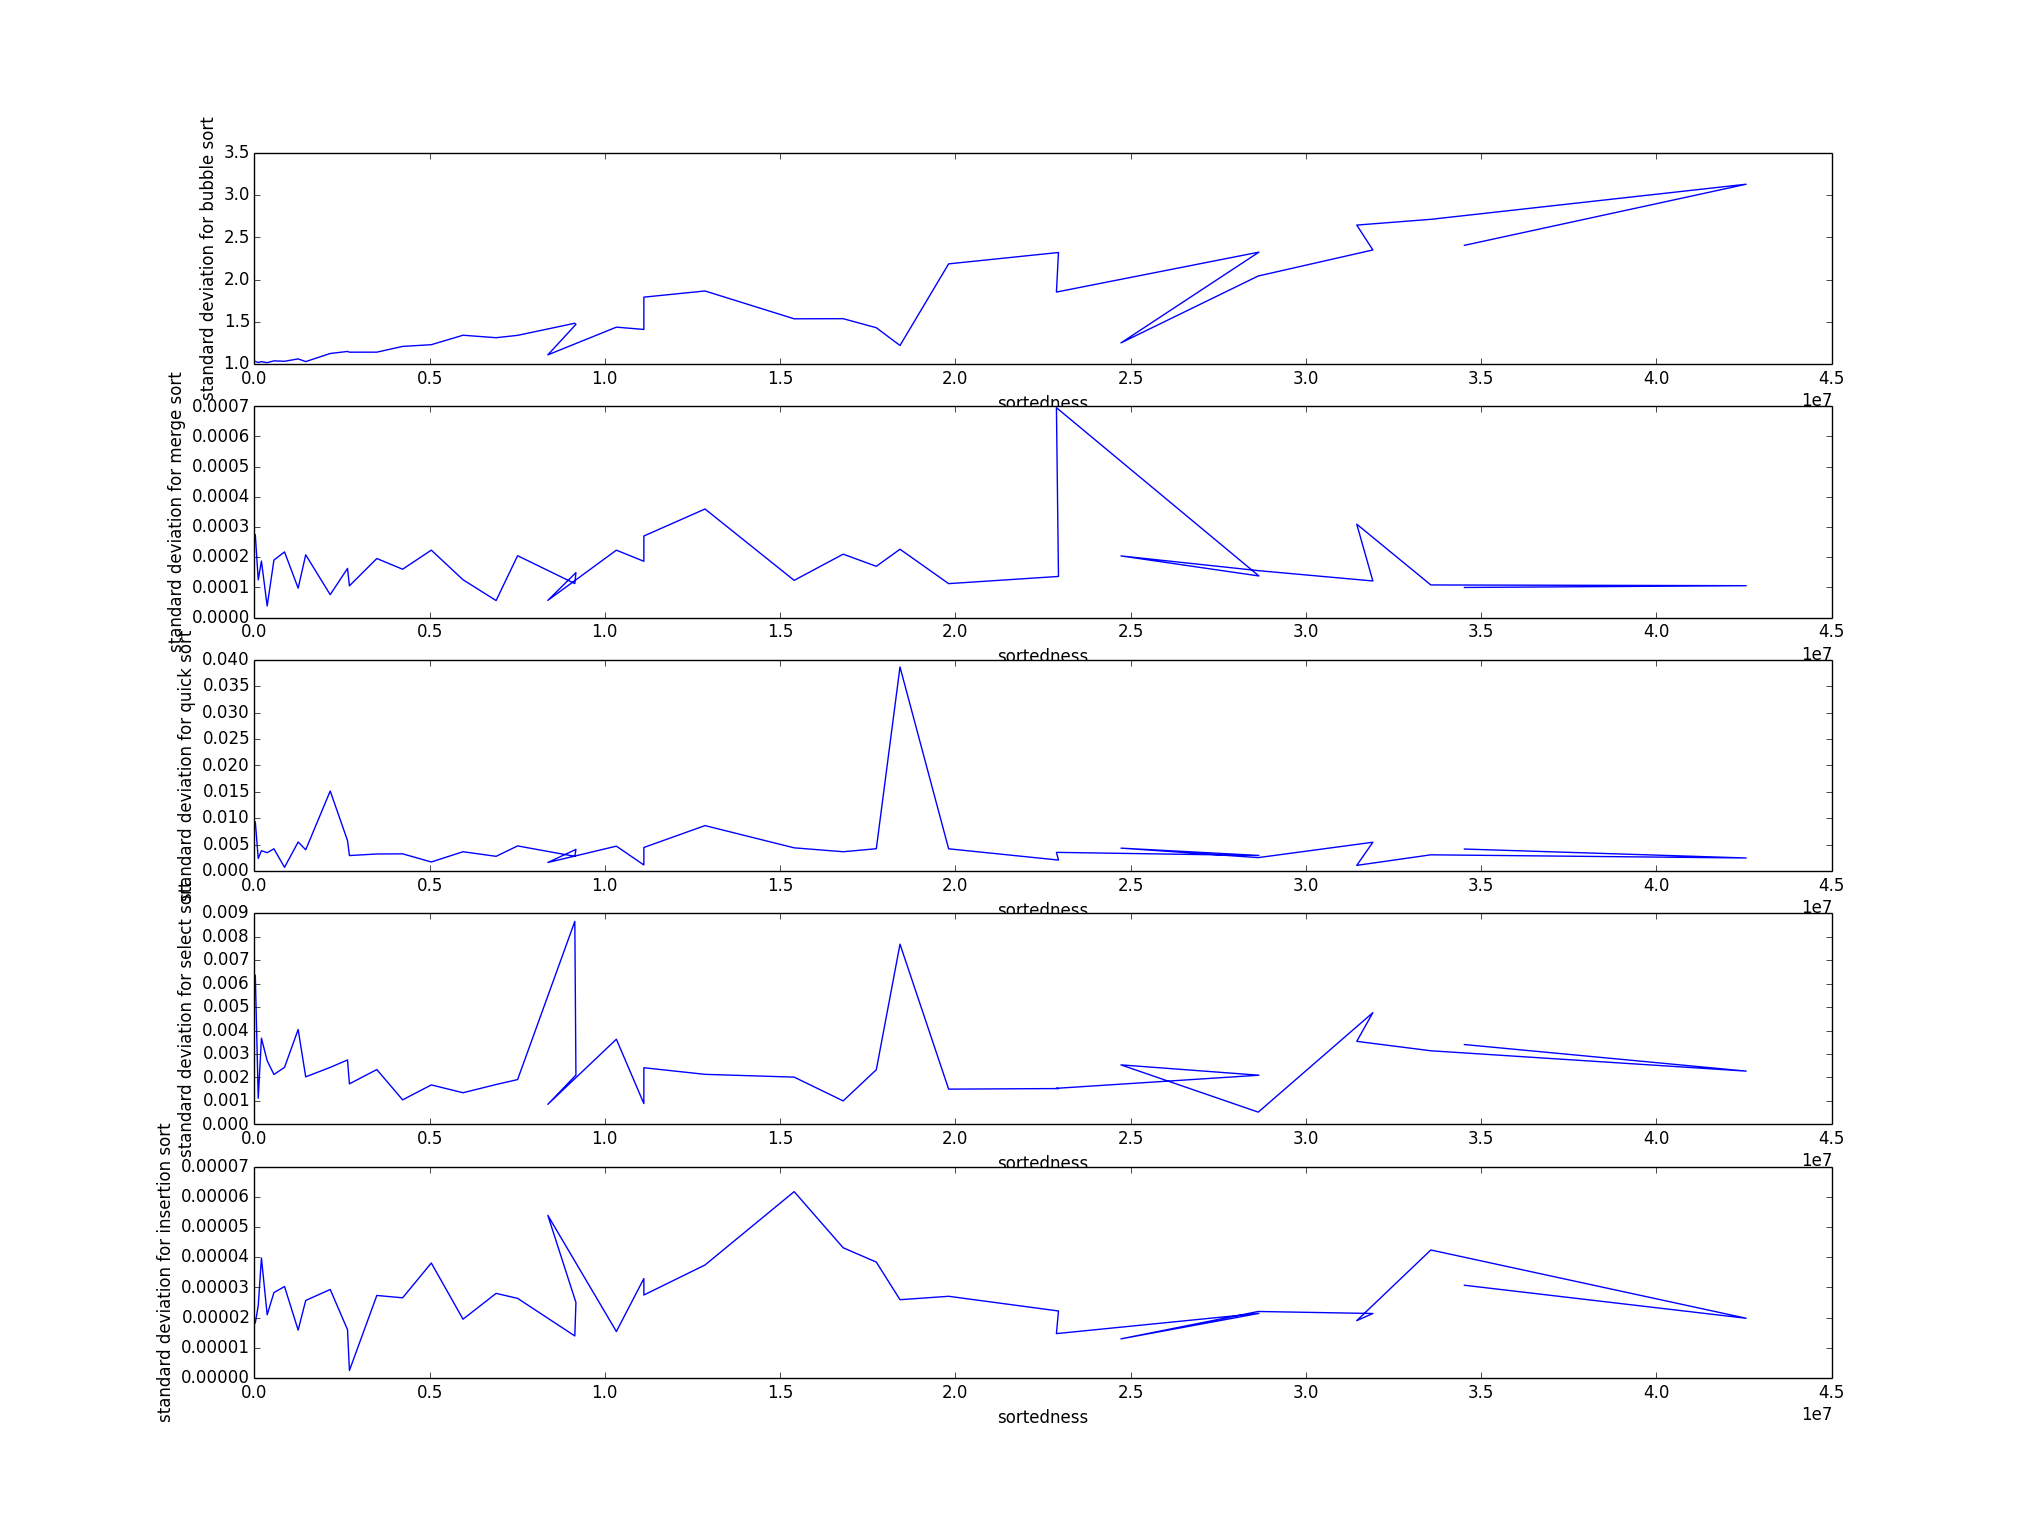 standard deviation for bubble sort
3.5
3.0
2.5
2.0
1.5
1.0
0.0 0.5 1.0 1.5 2.0 2.5 3.0 3.5 4.0 4.5
sortedness
1e7
standard deviation for merge sort
0.0007
0.0006
0.0005
0.0004
0.0003
0.0002
0.0001
0.0000
0.0 0.5 1.0 1.5 2.0 2.5 3.0 3.5 4.0 4.5
sortedness
1e7
standard deviation for quick sort
0.040
0.035
0.030
0.025
0.020
0.015
0.010
0.005
0.000
0.0 0.5 1.0 1.5 2.0 2.5 3.0 3.5 4.0 4.5
sortedness
1e7
standard deviation for select sort
0.009
0.008
0.007
0.006
0.005
0.004
0.003
0.002
0.001
0.000
0.0 0.5 1.0 1.5 2.0 2.5 3.0 3.5 4.0 4.5
sortedness
1e7
standard deviation for insertion sort
0.00007
0.00006
0.00005
0.00004
0.00003
0.00002
0.00001
0.00000
0.0 0.5 1.0 1.5 2.0 2.5 3.0 3.5 4.0 4.5
sortedness
1e7